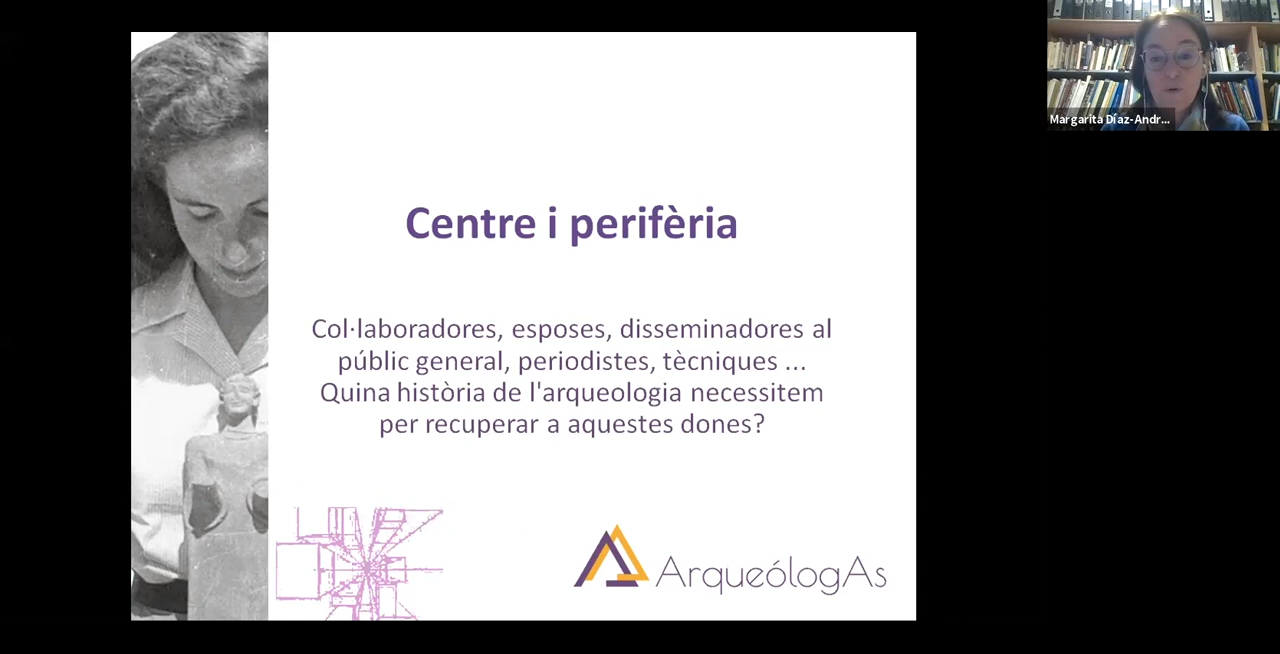 Centre i perifèria
Col·laboradores, esposes, disseminadores al
públic general, periodistes, tècniques ...
Quina història de l'arqueologia necessitem
per recuperar a aquestes dones?
ArqueólogAs
Margarita Díaz-Andr...